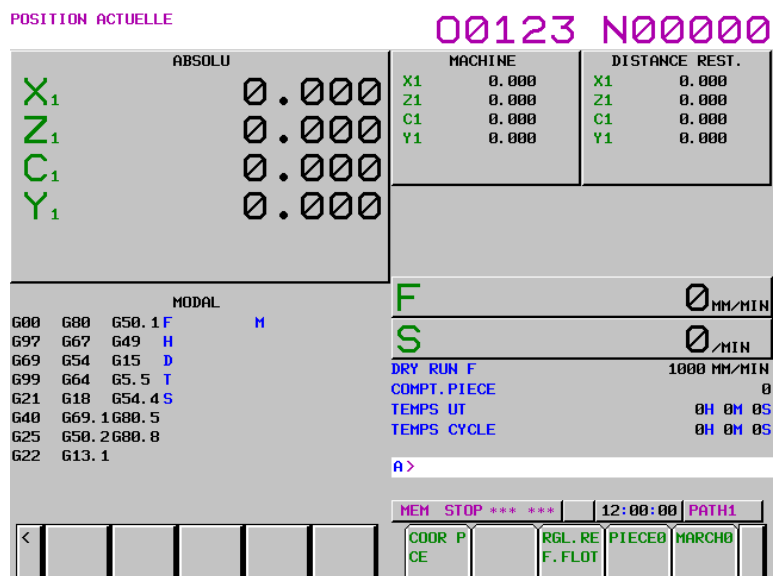 POSITION ACTUELLE
O0123 N00000
ABSOLU
X1 0.000
Z1 0.000
C1 0.000
Y1 0.000
MACHINE
X1 0.000
Z1 0.000
C1 0.000
Y1 0.000
DISTANCE REST.
X1 0.000
Z1 0.000
C1 0.000
Y1 0.000
MODAL
G00 G80 G50.1 F M
G97 G67 G49 H
G69 G54 G15 D
G99 G64 G5.5 T
G21 G18 G54.4 S
G40 G69.1 G80.5
G25 G50.2 G80.8
G22 G13.1
F 0 MM/MIN
S 0 /MIN
DRY RUN F 1000 MM/MIN
COMPT.PIECE 0
TEMPS UT 0H 0M 0S
TEMPS CYCLE 0H 0M 0S
A>
MEM STOP *** *** 12:00:00 PATH1
< COOR P RGL.RE PIECE0 MARCH0
CE F.FLOT